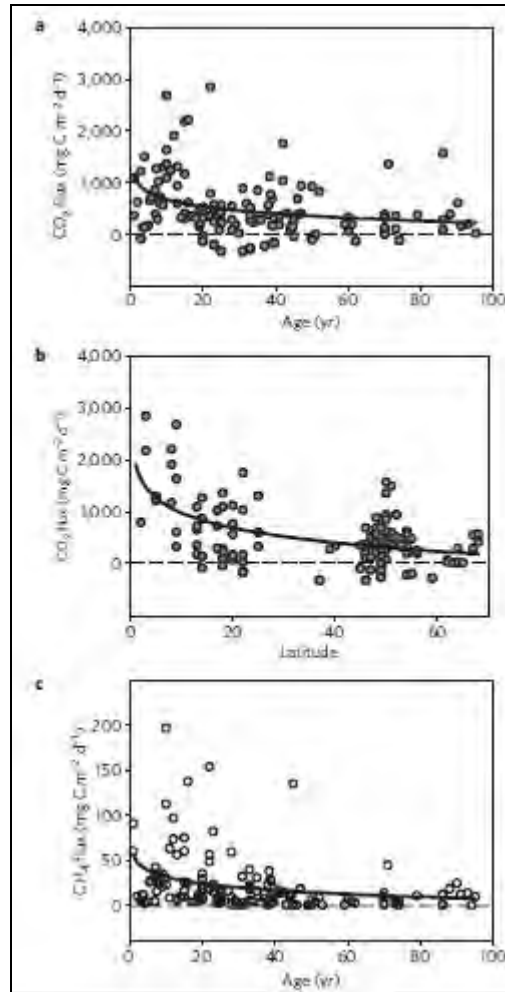 a
4,000
3,000
2,000
1,000
0
CO₂ flux (mg C m⁻² d⁻¹)
0 20 40 60 80 100
Age (yr)
b
4,000
3,000
2,000
1,000
0
CO₂ flux (mg C m⁻² d⁻¹)
0 20 40 60
Latitude
c
200
150
100
50
0
CH₄ flux (mg C m⁻² d⁻¹)
0 20 40 60 80 100
Age (yr)